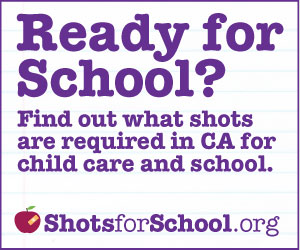 Ready for
School?
Find out what shots
are required in CA for
child care and school.
ShotsforSchool.org